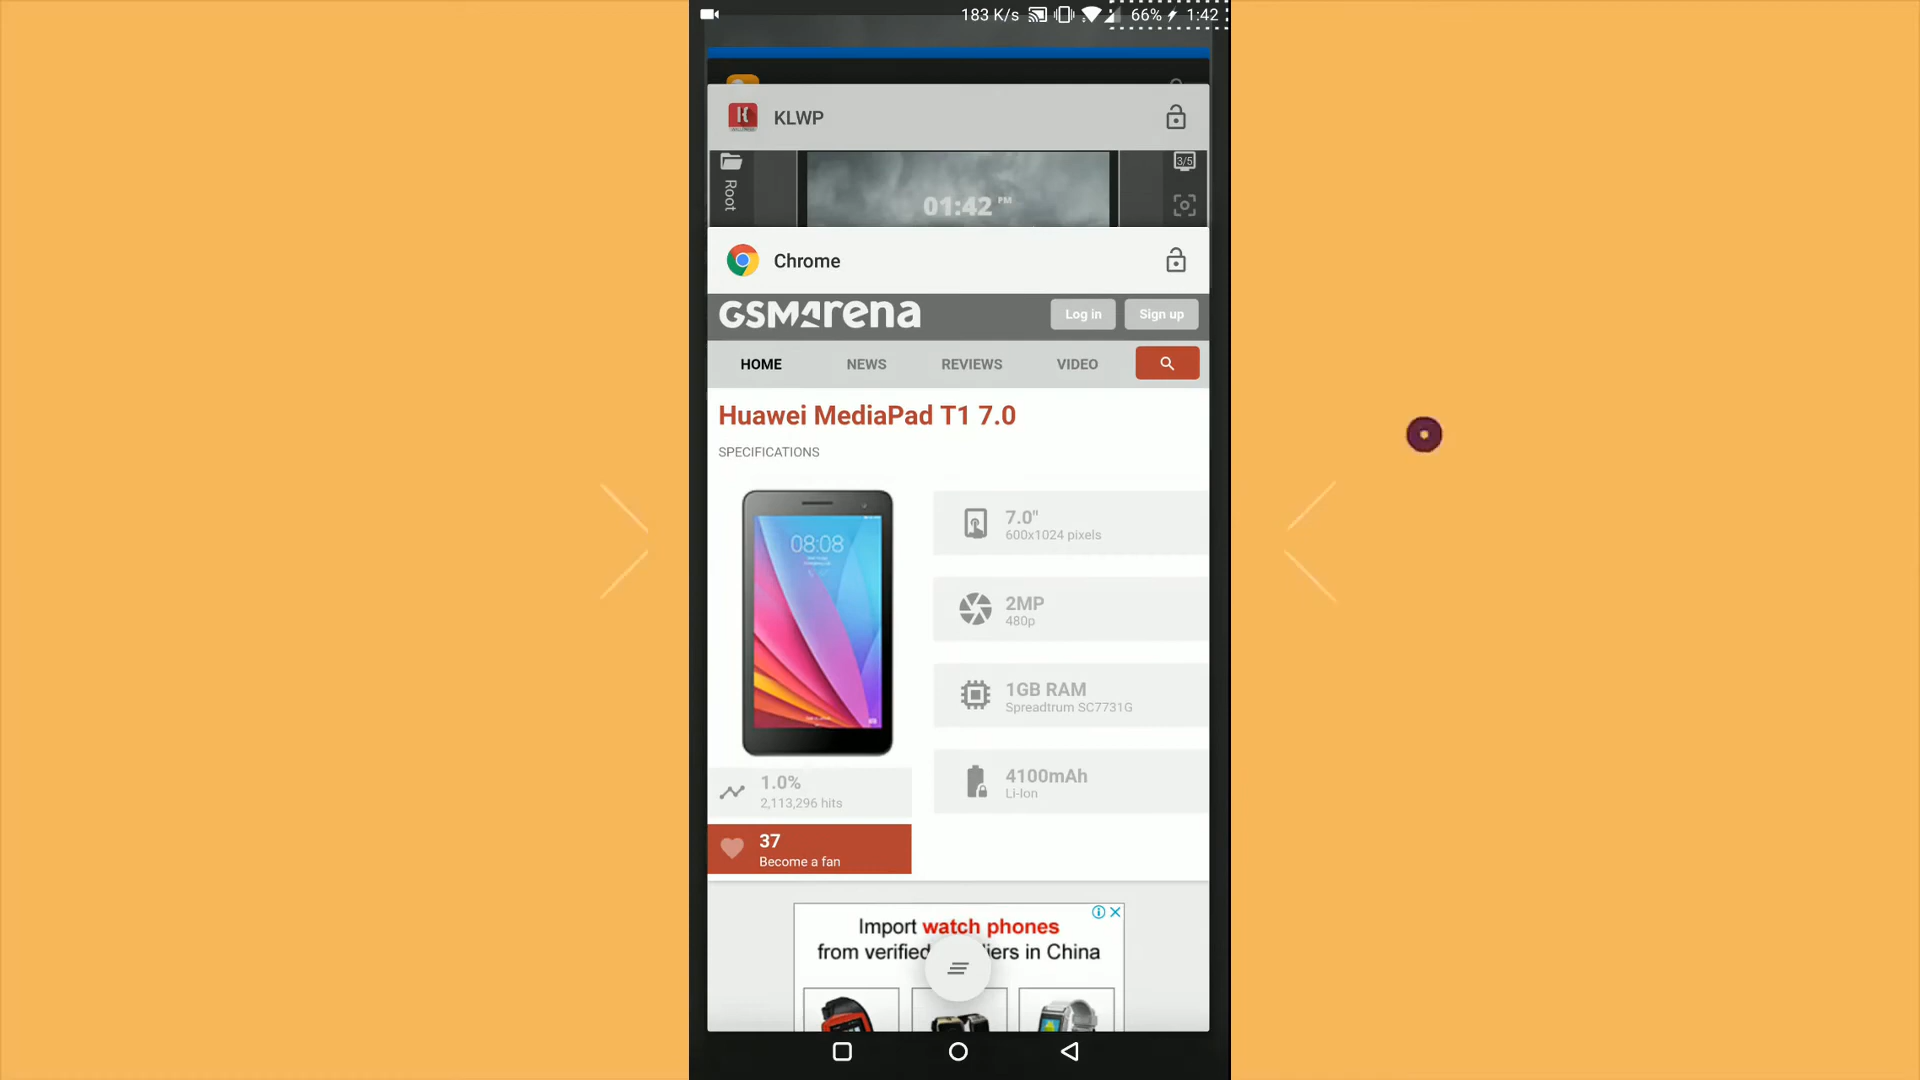 183 K/s 66% 1:42
KLWP
Root
3/5
01:42 PM
Chrome
GSMArena
Log in
Sign up
HOME
NEWS
REVIEWS
VIDEO
Huawei MediaPad T1 7.0
SPECIFICATIONS
08:08
7.0"
600x1024 pixels
2MP
480p
1GB RAM
Spreadtrum SC7731G
4100mAh
Li-Ion
1.0%
2,113,296 hits
37
Become a fan
Import watch phones
from verified iers in China